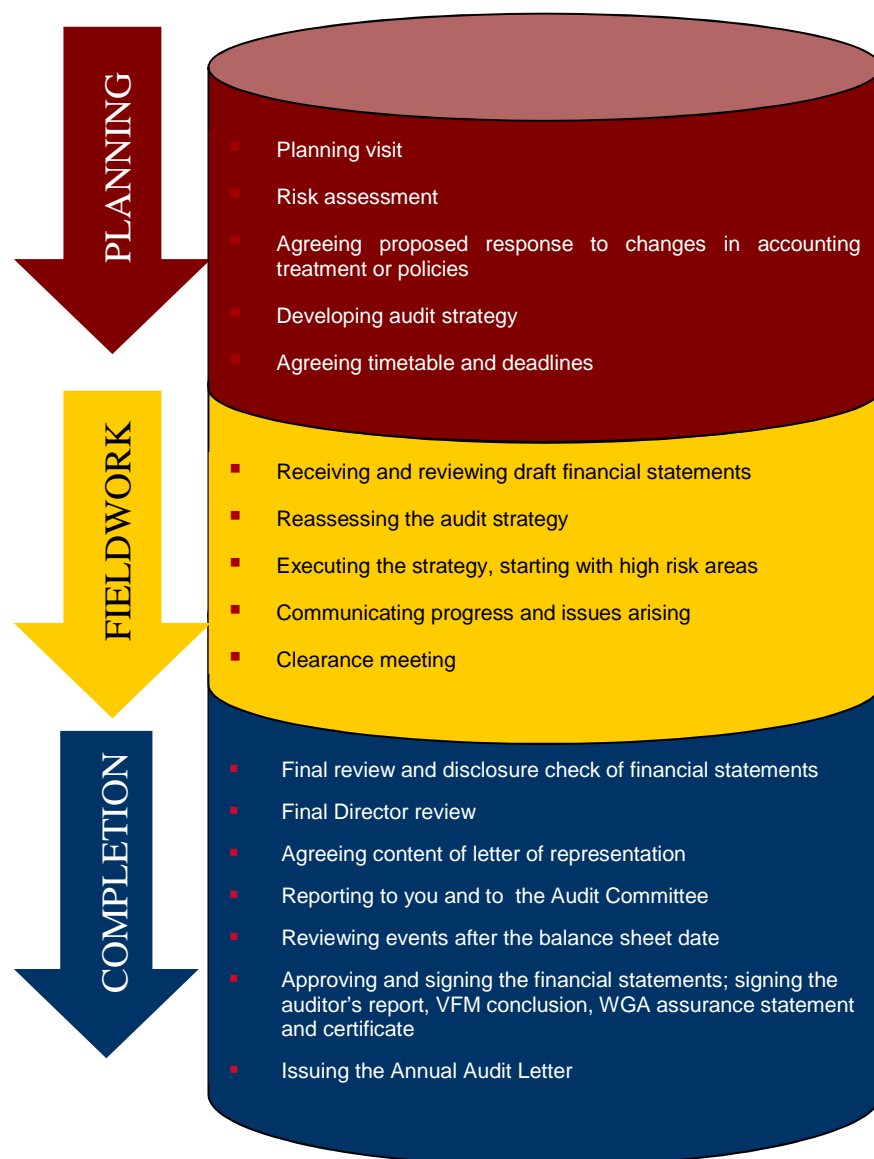 PLANNING
Planning visit
Risk assessment
Agreeing proposed response to changes in accounting
treatment or policies
Developing audit strategy
Agreeing timetable and deadlines
FIELDWORK
Receiving and reviewing draft financial statements
Reassessing the audit strategy
Executing the strategy, starting with high risk areas
Communicating progress and issues arising
Clearance meeting
COMPLETION
Final review and disclosure check of financial statements
Final Director review
Agreeing content of letter of representation
Reporting to you and to the Audit Committee
Reviewing events after the balance sheet date
Approving and signing the financial statements; signing the
auditor’s report, VFM conclusion, WGA assurance statement
and certificate
Issuing the Annual Audit Letter